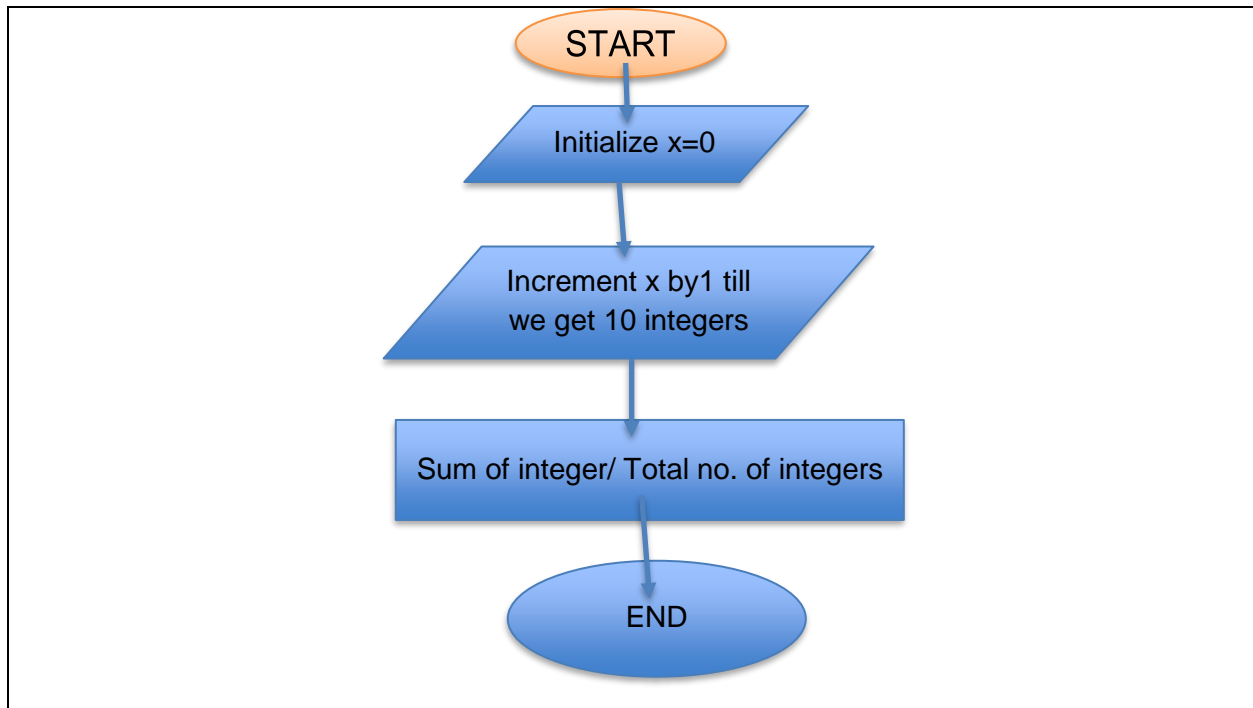 START
Initialize x=0
Increment x by1 till
we get 10 integers
Sum of integer/ Total no. of integers
END